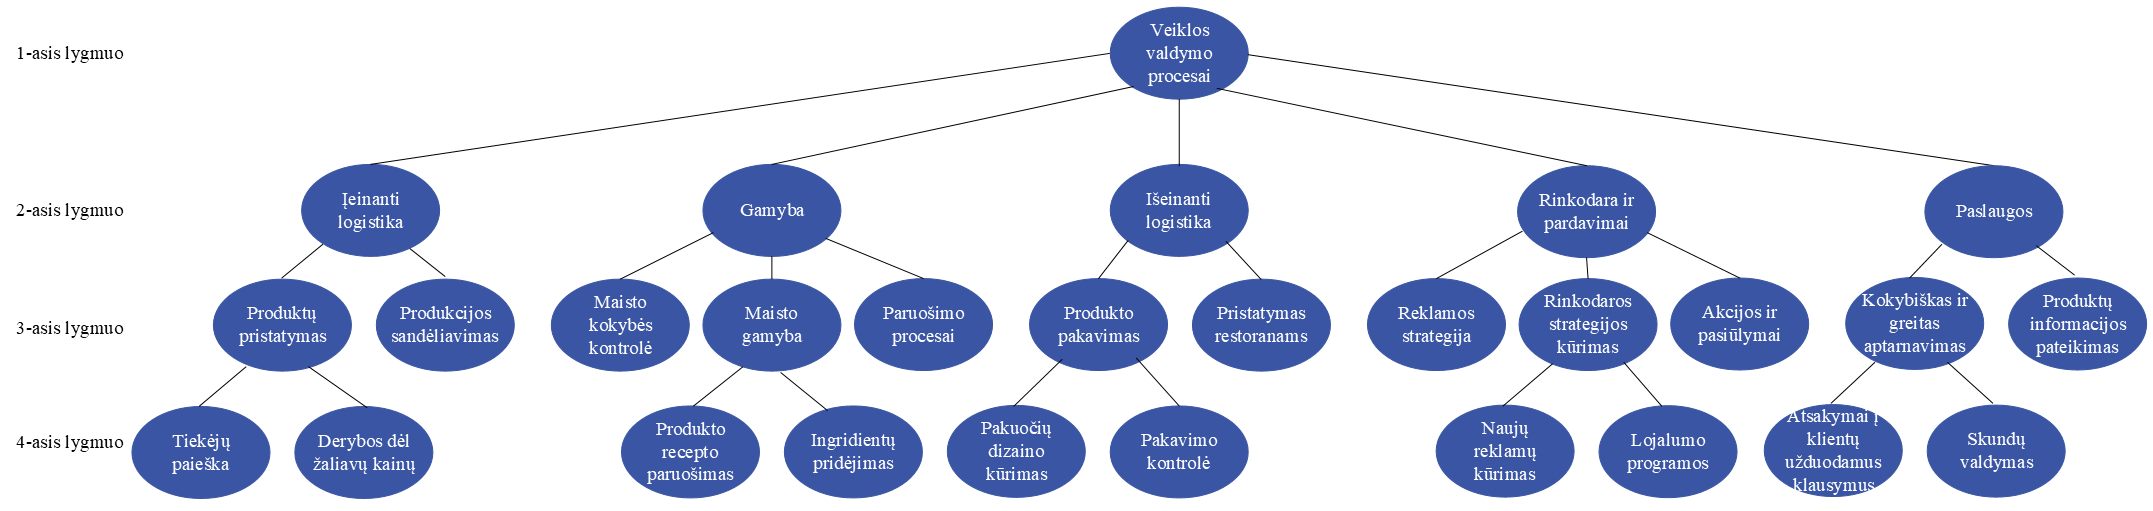 1-asis lygmuo
Veiklos
valdymo
procesai
2-asis lygmuo
Įeinanti
logistika
Gamyba
Išeinanti
logistika
Rinkodara ir
pardavimai
Paslaugos
3-asis lygmuo
Produktų
pristatymas
Produkcijos
sandėliavimas
Maisto
kokybės
kontrolė
Maisto
gamyba
Paruošimo
procesai
Produkto
pakavimas
Pristatymas
restoranams
Reklamos
strategija
Rinkodaros
strategijos
kūrimas
Akcijos ir
pasiūlymai
Kokybiškas ir
greitas
aptarnavimas
Produktų
informacijos
pateikimas
4-asis lygmuo
Tiekėjų
paieška
Derybos dėl
žaliavų kainų
Produkto
recepto
paruošimas
Ingridientų
pridėjimas
Pakuočių
dizaino
kūrimas
Pakavimo
kontrolė
Naujų
reklamų
kūrimas
Lojalumo
programos
Atsakymai į
klientų
užduodamus
klausymus
Skundų
valdymas